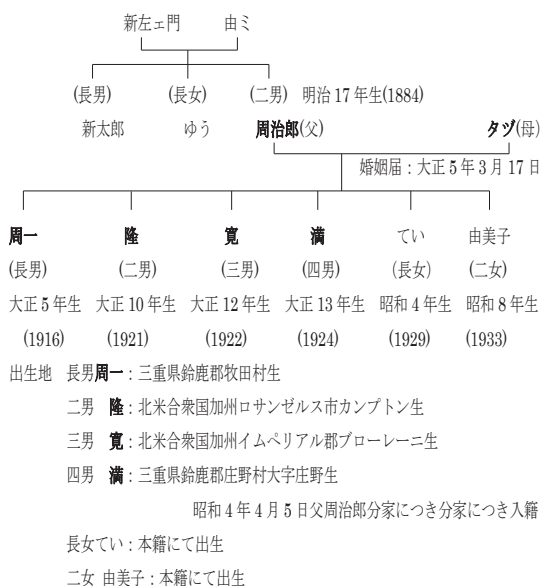 新左ェ門 由ミ
(長男) (長女) (二男) 明治 17 年生(1884)
新太郎 ゆう 周治郎(父) タヅ(母)
婚姻届：大正 5 年 3 月 17 日
周一 隆 寛 満 てい 由美子
(長男) (二男) (三男) (四男) (長女) (二女)
大正 5 年生 大正 10 年生 大正 12 年生 大正 13 年生 昭和 4 年生 昭和 8 年生
(1916) (1921) (1922) (1924) (1929) (1933)
出生地 長男周一：三重県鈴鹿郡牧田村生
二男 隆：北米合衆国加州ロサンゼルス市カンプトン生
三男 寛：北米合衆国加州イムペリアル郡ブローレーニ生
四男 満：三重県鈴鹿郡庄野村大字庄野生
昭和 4 年 4 月 5 日父周治郎分家につき分家につき入籍
長女てい：本籍にて出生
二女 由美子：本籍にて出生